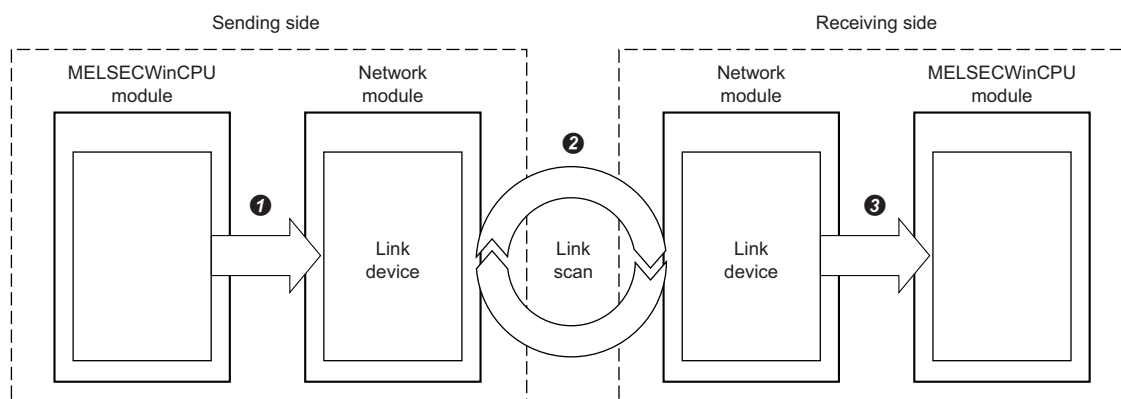 Sending side
Receiving side
MELSECWinCPU
module
Network
module
Network
module
MELSECWinCPU
module
❶
❷
❸
Link
device
Link
scan
Link
device